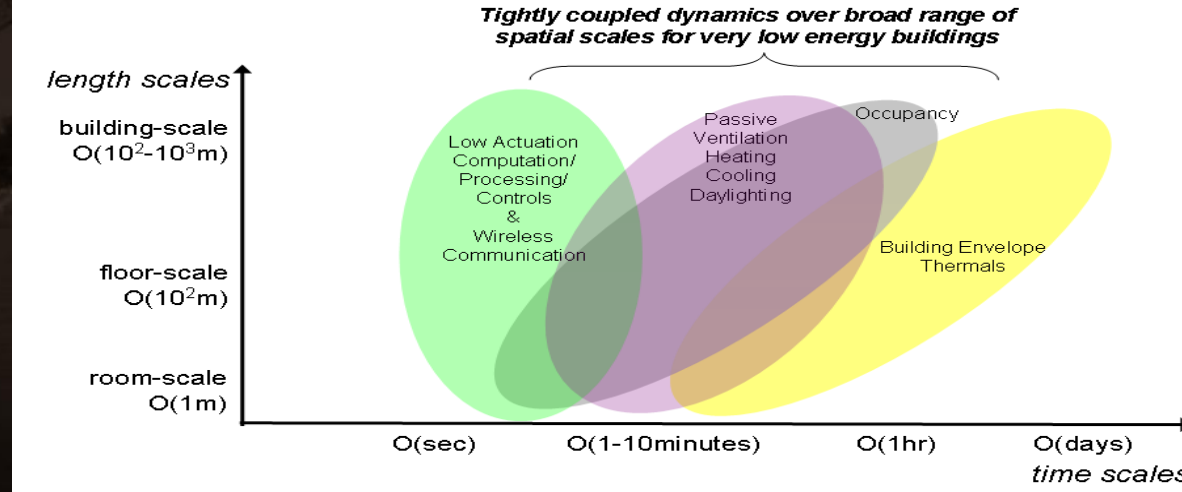 Tightly coupled dynamics over broad range of
spatial scales for very low energy buildings
length scales
building-scale
O(10²-10³m)
floor-scale
O(10²m)
room-scale
O(1m)
Low Actuation
Computation/
Processing/
Controls
&
Wireless
Communication
Passive
Ventilation
Heating
Cooling
Daylighting
Occupancy
Building Envelope
Thermals
O(sec)
O(1-10minutes)
O(1hr)
O(days)
time scales